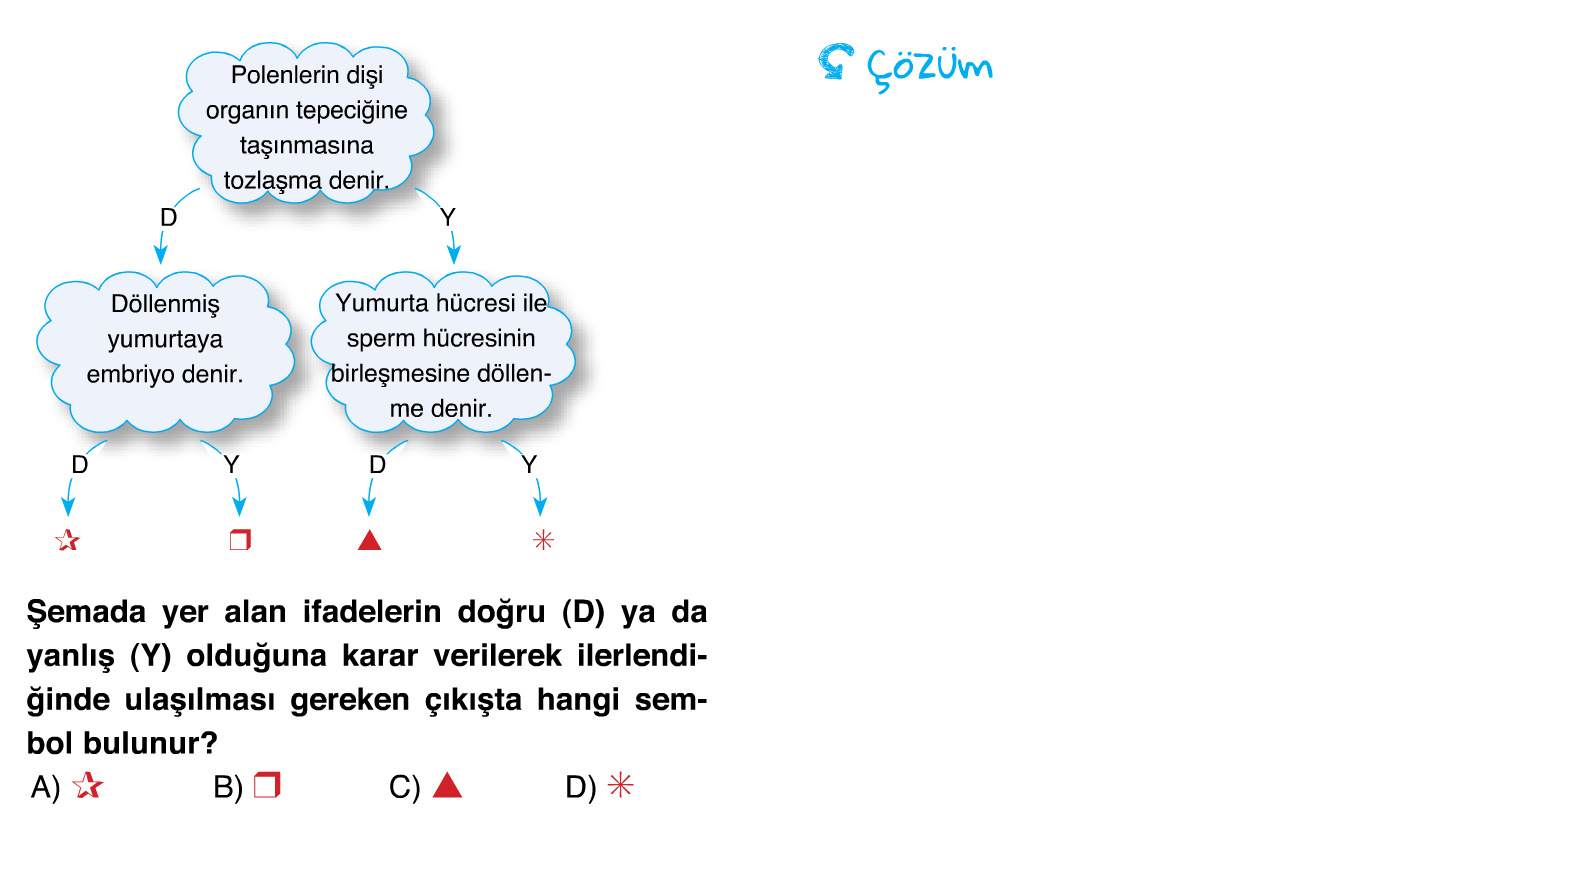 Polenlerin dişi
organın tepeciğine
taşınmasına
tozlaşma denir.
D
Y
Döllenmiş
yumurtaya
embriyo denir.
Yumurta hücresi ile
sperm hücresinin
birleşmesine döllen-
me denir.
D
Y
D
Y
Şemada yer alan ifadelerin doğru (D) ya da
yanlış (Y) olduğuna karar verilerek ilerlendi-
ğinde ulaşılması gereken çıkışta hangi sem-
bol bulunur?
A)
B)
C)
D)
Çözüm